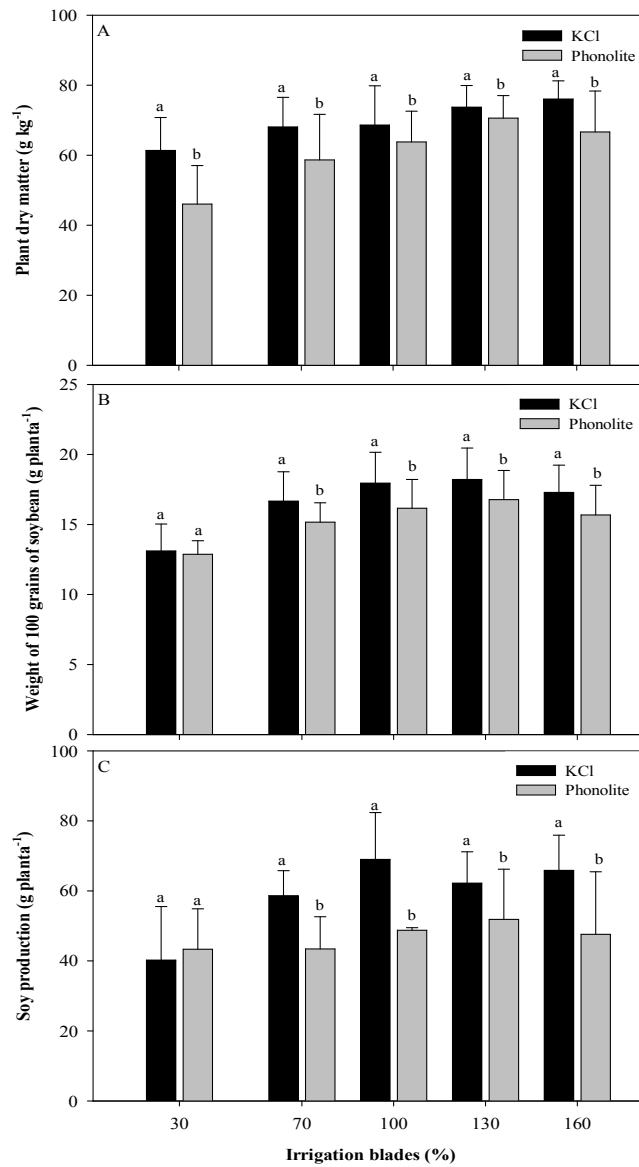 A
KCl
Phonolite
Plant dry matter (g kg⁻¹)
100
80
60
40
20
0
a b a b a b a b a b
B
KCl
Phonolite
Weight of 100 grains of soybean (g planta⁻¹)
25
20
15
10
5
0
a a a b a b a b a b
C
KCl
Phonolite
Soy production (g planta⁻¹)
100
80
60
40
20
0
a a a b a b a b a b
30 70 100 130 160
Irrigation blades (%)